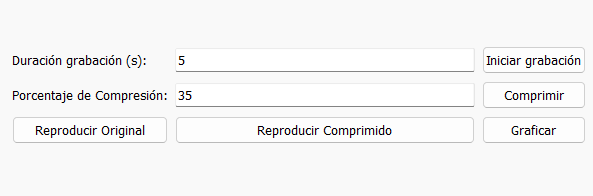 Duración grabación (s): 5 Iniciar grabación
Porcentaje de Compresión: 35 Comprimir
Reproducir Original Reproducir Comprimido Graficar